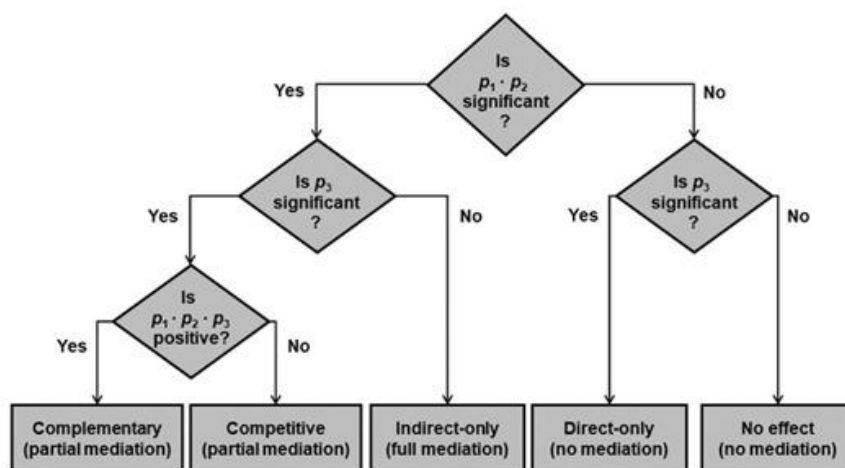 Is
p₁ · p₂
significant
?
Yes
No
Is p₃
significant
?
Is p₃
significant
?
Yes
No
Yes
No
Is
p₁ · p₂ · p₃
positive?
Yes
No
Complementary
(partial mediation)
Competitive
(partial mediation)
Indirect-only
(full mediation)
Direct-only
(no mediation)
No effect
(no mediation)